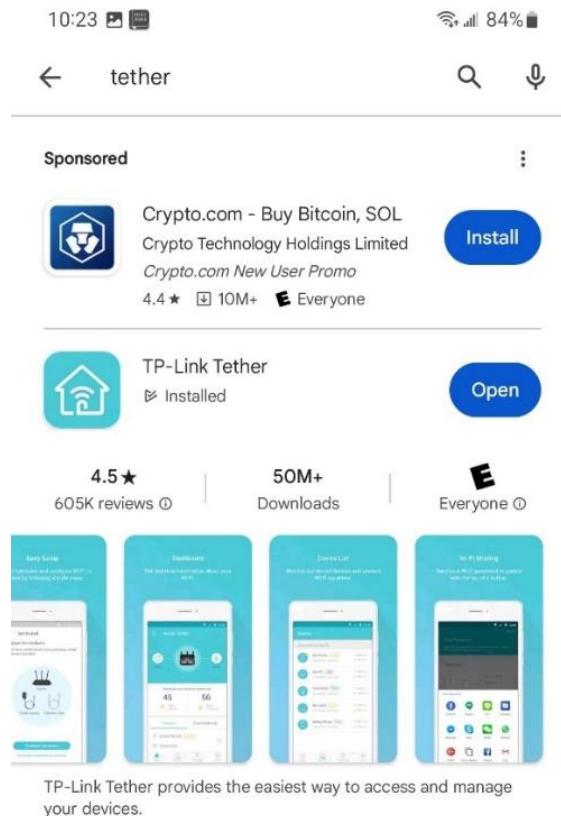 10:23
84%
tether
Sponsored
Crypto.com - Buy Bitcoin, SOL
Crypto Technology Holdings Limited
Crypto.com New User Promo
4.4★ 10M+ E Everyone
Install
TP-Link Tether
Installed
Open
4.5★
605K reviews
50M+
Downloads
E
Everyone
Easy Setup
Dashboard
Device List
Wi-Fi Sharing
45
56
TP-Link Tether provides the easiest way to access and manage
your devices.